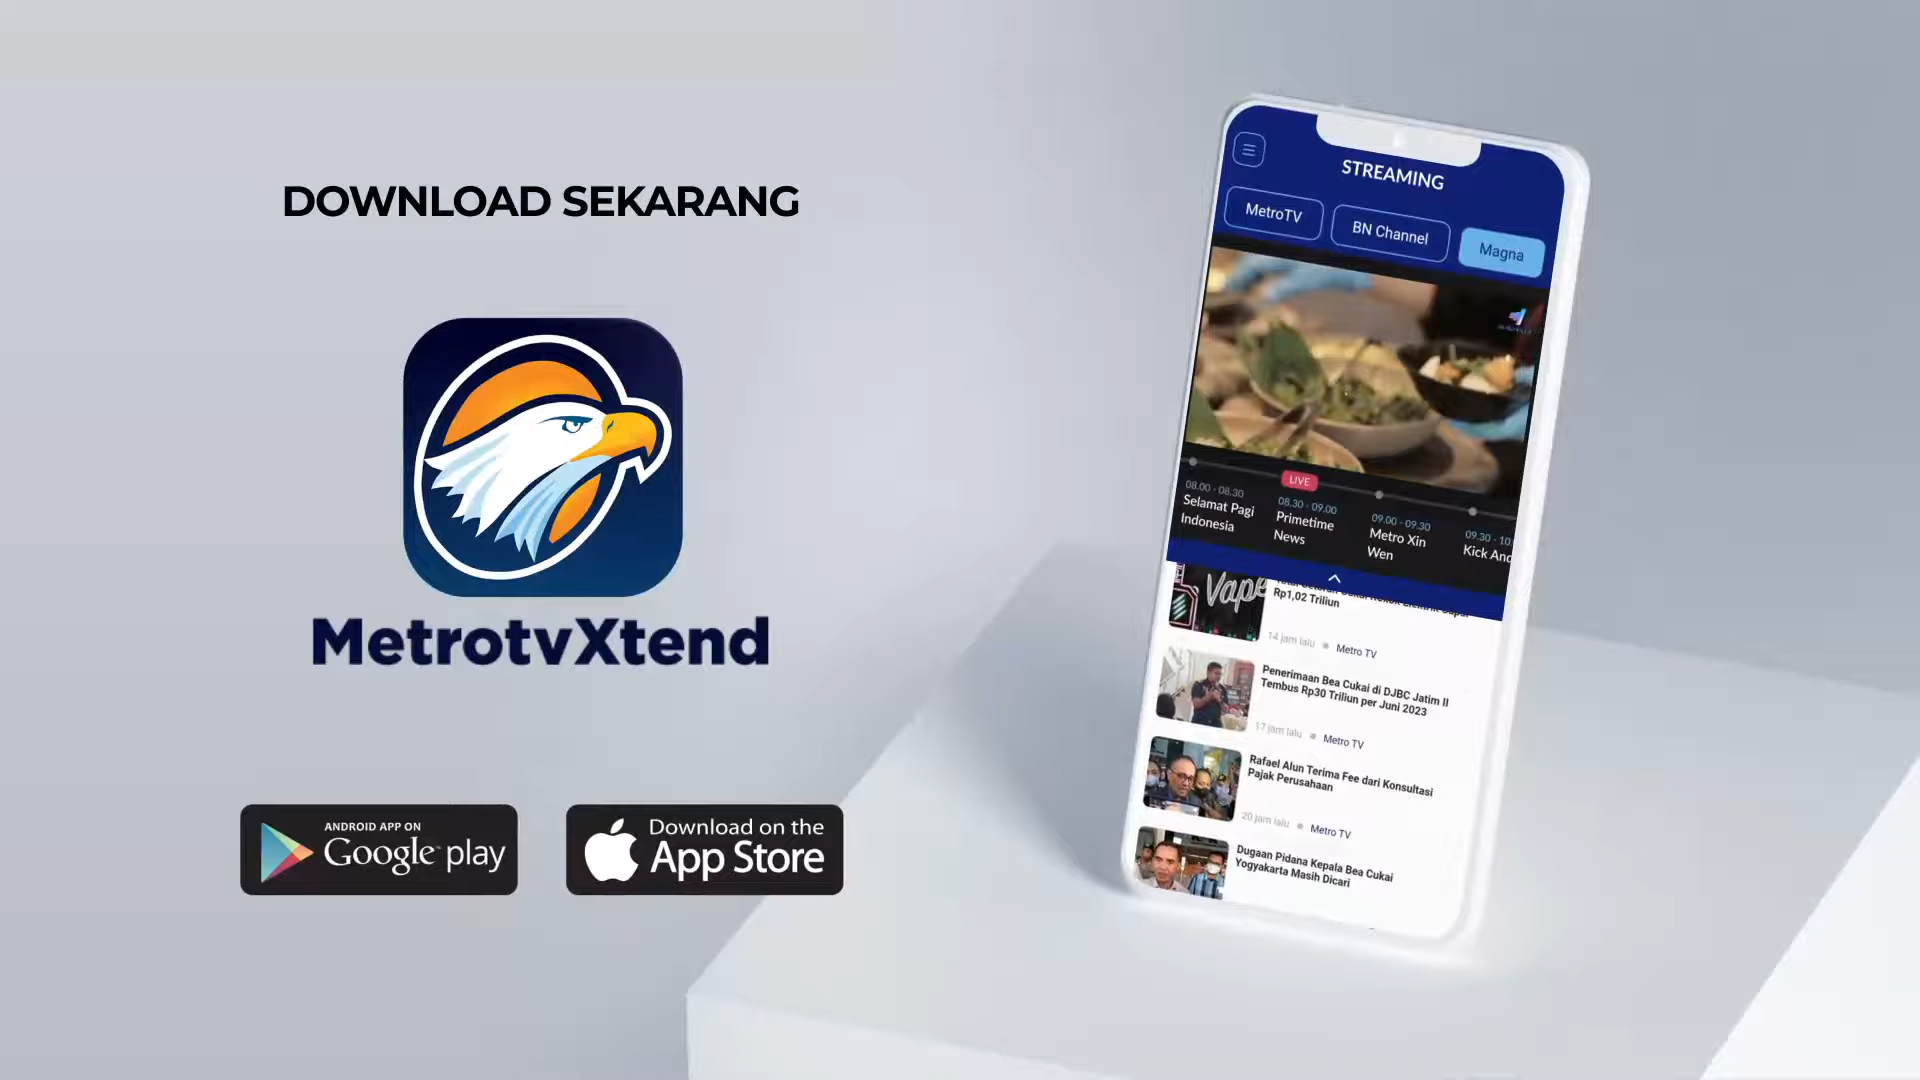 DOWNLOAD SEKARANG
MetrotvXtend
ANDROID APP ON
Google play
Download on the
App Store
STREAMING
MetroTV
BN Channel
Magna
LIVE
08.00 - 08.30
Selamat Pagi
Indonesia
08.30 - 09.00
Primetime
News
09.00 - 09.30
Metro Xin
Wen
09.30 - 10.
Kick And
Vape
Rp1,02 Triliun
14 jam lalu
Metro TV
Penerimaan Bea Cukai di DJBC Jatim II
Tembus Rp30 Triliun per Juni 2023
17 jam lalu
Metro TV
Rafael Alun Terima Fee dari Konsultasi
Pajak Perusahaan
20 jam lalu
Metro TV
Dugaan Pidana Kepala Bea Cukai
Yogyakarta Masih Dicari